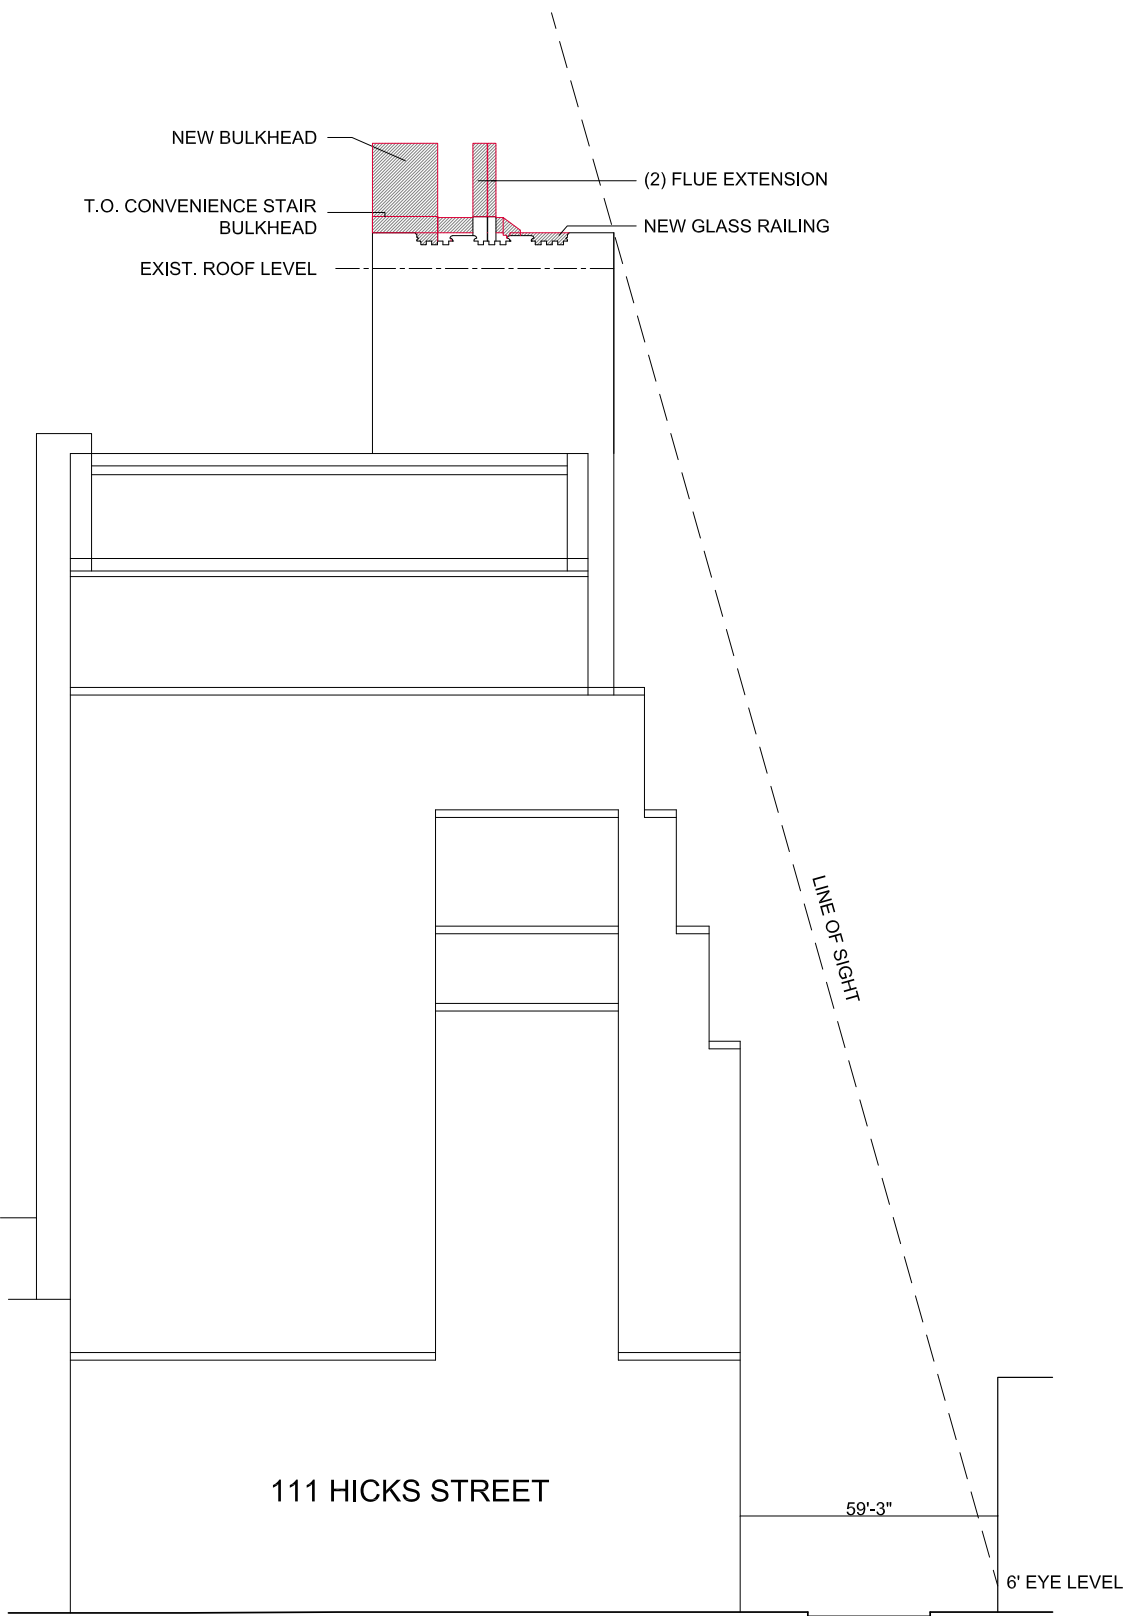 NEW BULKHEAD
(2) FLUE EXTENSION
T.O. CONVENIENCE STAIR
BULKHEAD
NEW GLASS RAILING
EXIST. ROOF LEVEL
LINE OF SIGHT
111 HICKS STREET
59'-3"
6' EYE LEVEL